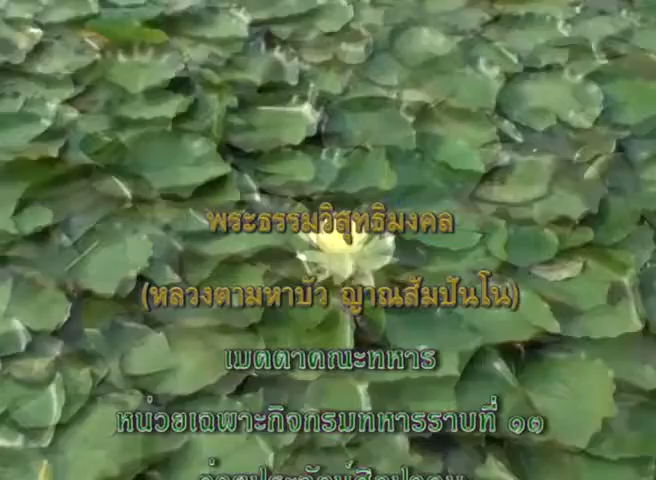 พระธรรมวิสุทธิมงคล
(หลวงตามหาบัว ญาณสัมปันโน)
เมตตาคณะทหาร
หน่วยเฉพาะกิจกรมทหารราบที่ ๑๑